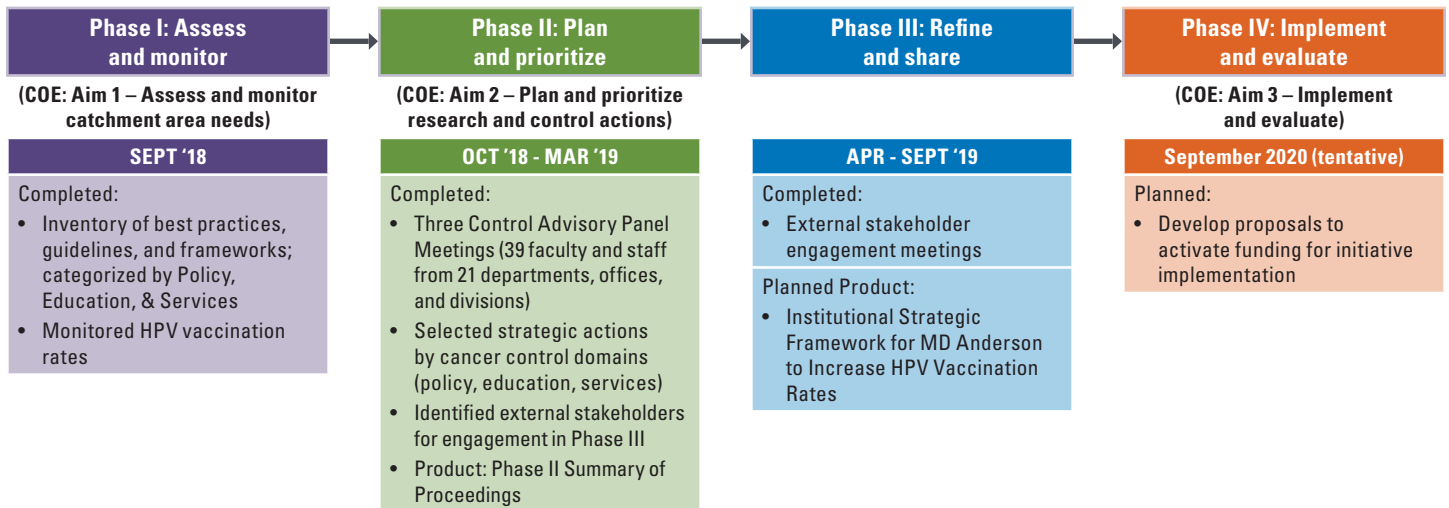 Phase I: Assess
and monitor
(COE: Aim 1 – Assess and monitor
catchment area needs)
SEPT ‘18
Completed:
• Inventory of best practices,
guidelines, and frameworks;
categorized by Policy,
Education, & Services
• Monitored HPV vaccination
rates
Phase II: Plan
and prioritize
(COE: Aim 2 – Plan and prioritize
research and control actions)
OCT ’18 - MAR ’19
Completed:
• Three Control Advisory Panel
Meetings (39 faculty and staff
from 21 departments, offices,
and divisions)
• Selected strategic actions
by cancer control domains
(policy, education, services)
• Identified external stakeholders
for engagement in Phase III
• Product: Phase II Summary of
Proceedings
Phase III: Refine
and share
APR - SEPT ‘19
Completed:
• External stakeholder
engagement meetings
Planned Product:
• Institutional Strategic
Framework for MD Anderson
to Increase HPV Vaccination
Rates
Phase IV: Implement
and evaluate
(COE: Aim 3 – Implement
and evaluate)
September 2020 (tentative)
Planned:
• Develop proposals to
activate funding for initiative
implementation